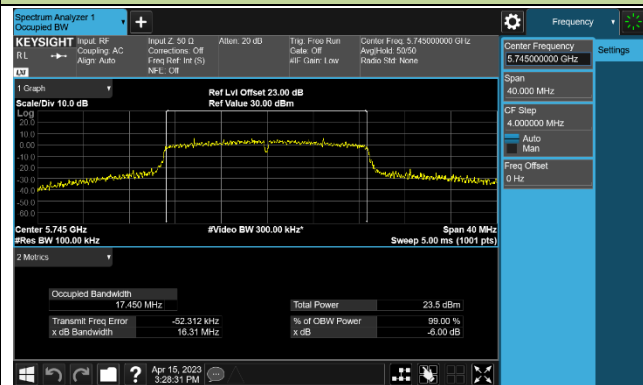 Spectrum Analyzer 1
Occupied BW
Frequency
KEYSIGHT
RL
LXI
Input: RF
Coupling: AC
Align: Auto
Input Z: 50 Ω
Corrections: Off
Freq Ref: Int (S)
NFE: Off
Atten: 20 dB
Trig: Free Run
Gate: Off
#IF Gain: Low
Center Freq: 5.745000000 GHz
Avg|Hold: 50/50
Radio Std: None
Center Frequency
5.745000000 GHz
Settings
Span
40.000 MHz
CF Step
4.000000 MHz
Auto
Man
Freq Offset
0 Hz
1 Graph
Scale/Div 10.0 dB
Ref Lvl Offset 23.00 dB
Ref Value 30.00 dBm
Log
20.0
10.0
0.00
-10.0
-20.0
-30.0
-40.0
-50.0
-60.0
Center 5.745 GHz
#Res BW 100.00 kHz
#Video BW 300.00 kHz*
Span 40 MHz
Sweep 5.00 ms (1001 pts)
2 Metrics
Occupied Bandwidth
17.450 MHz
Total Power 23.5 dBm
Transmit Freq Error -52.312 kHz
% of OBW Power 99.00 %
x dB Bandwidth 16.31 MHz
x dB -6.00 dB
Apr 15, 2023
3:28:31 PM